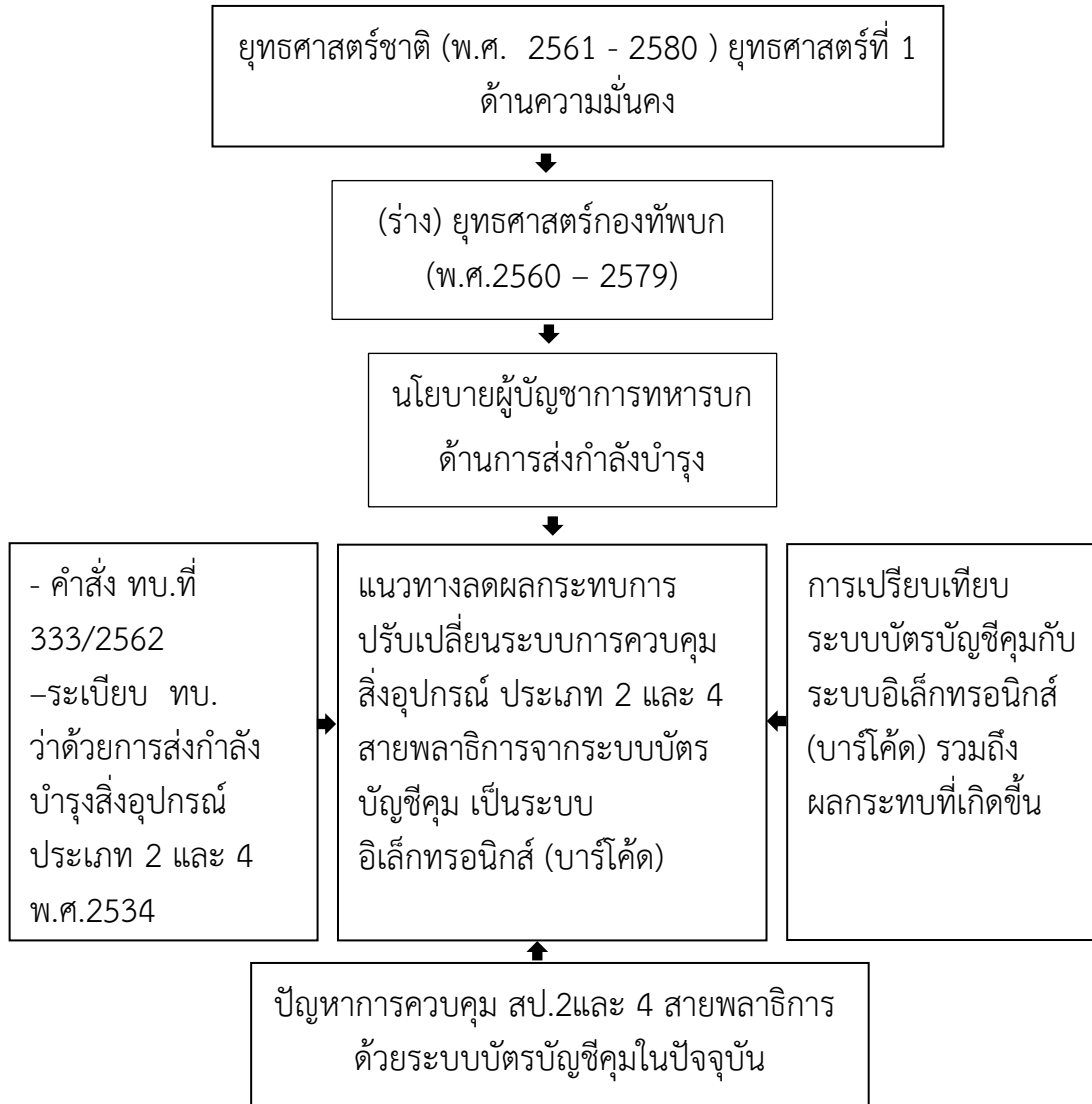 ยุทธศาสตร์ชาติ (พ.ศ. 2561 - 2580 ) ยุทธศาสตร์ที่ 1
ด้านความมั่นคง
(ร่าง) ยุทธศาสตร์กองทัพบก
(พ.ศ.2560 – 2579)
นโยบายผู้บัญชาการทหารบก
ด้านการส่งกำลังบำรุง
- คำสั่ง ทบ.ที่
333/2562
–ระเบียบ ทบ.
ว่าด้วยการส่งกำลัง
บำรุงสิ่งอุปกรณ์
ประเภท 2 และ 4
พ.ศ.2534
แนวทางลดผลกระทบการ
ปรับเปลี่ยนระบบการควบคุม
สิ่งอุปกรณ์ ประเภท 2 และ 4
สายพลาธิการจากระบบบัตร
บัญชีคุม เป็นระบบ
อิเล็กทรอนิกส์ (บาร์โค้ด)
การเปรียบเทียบ
ระบบบัตรบัญชีคุมกับ
ระบบอิเล็กทรอนิกส์
(บาร์โค้ด) รวมถึง
ผลกระทบที่เกิดขี้น
ปัญหาการควบคุม สป.2และ 4 สายพลาธิการ
ด้วยระบบบัตรบัญชีคุมในปัจจุบัน